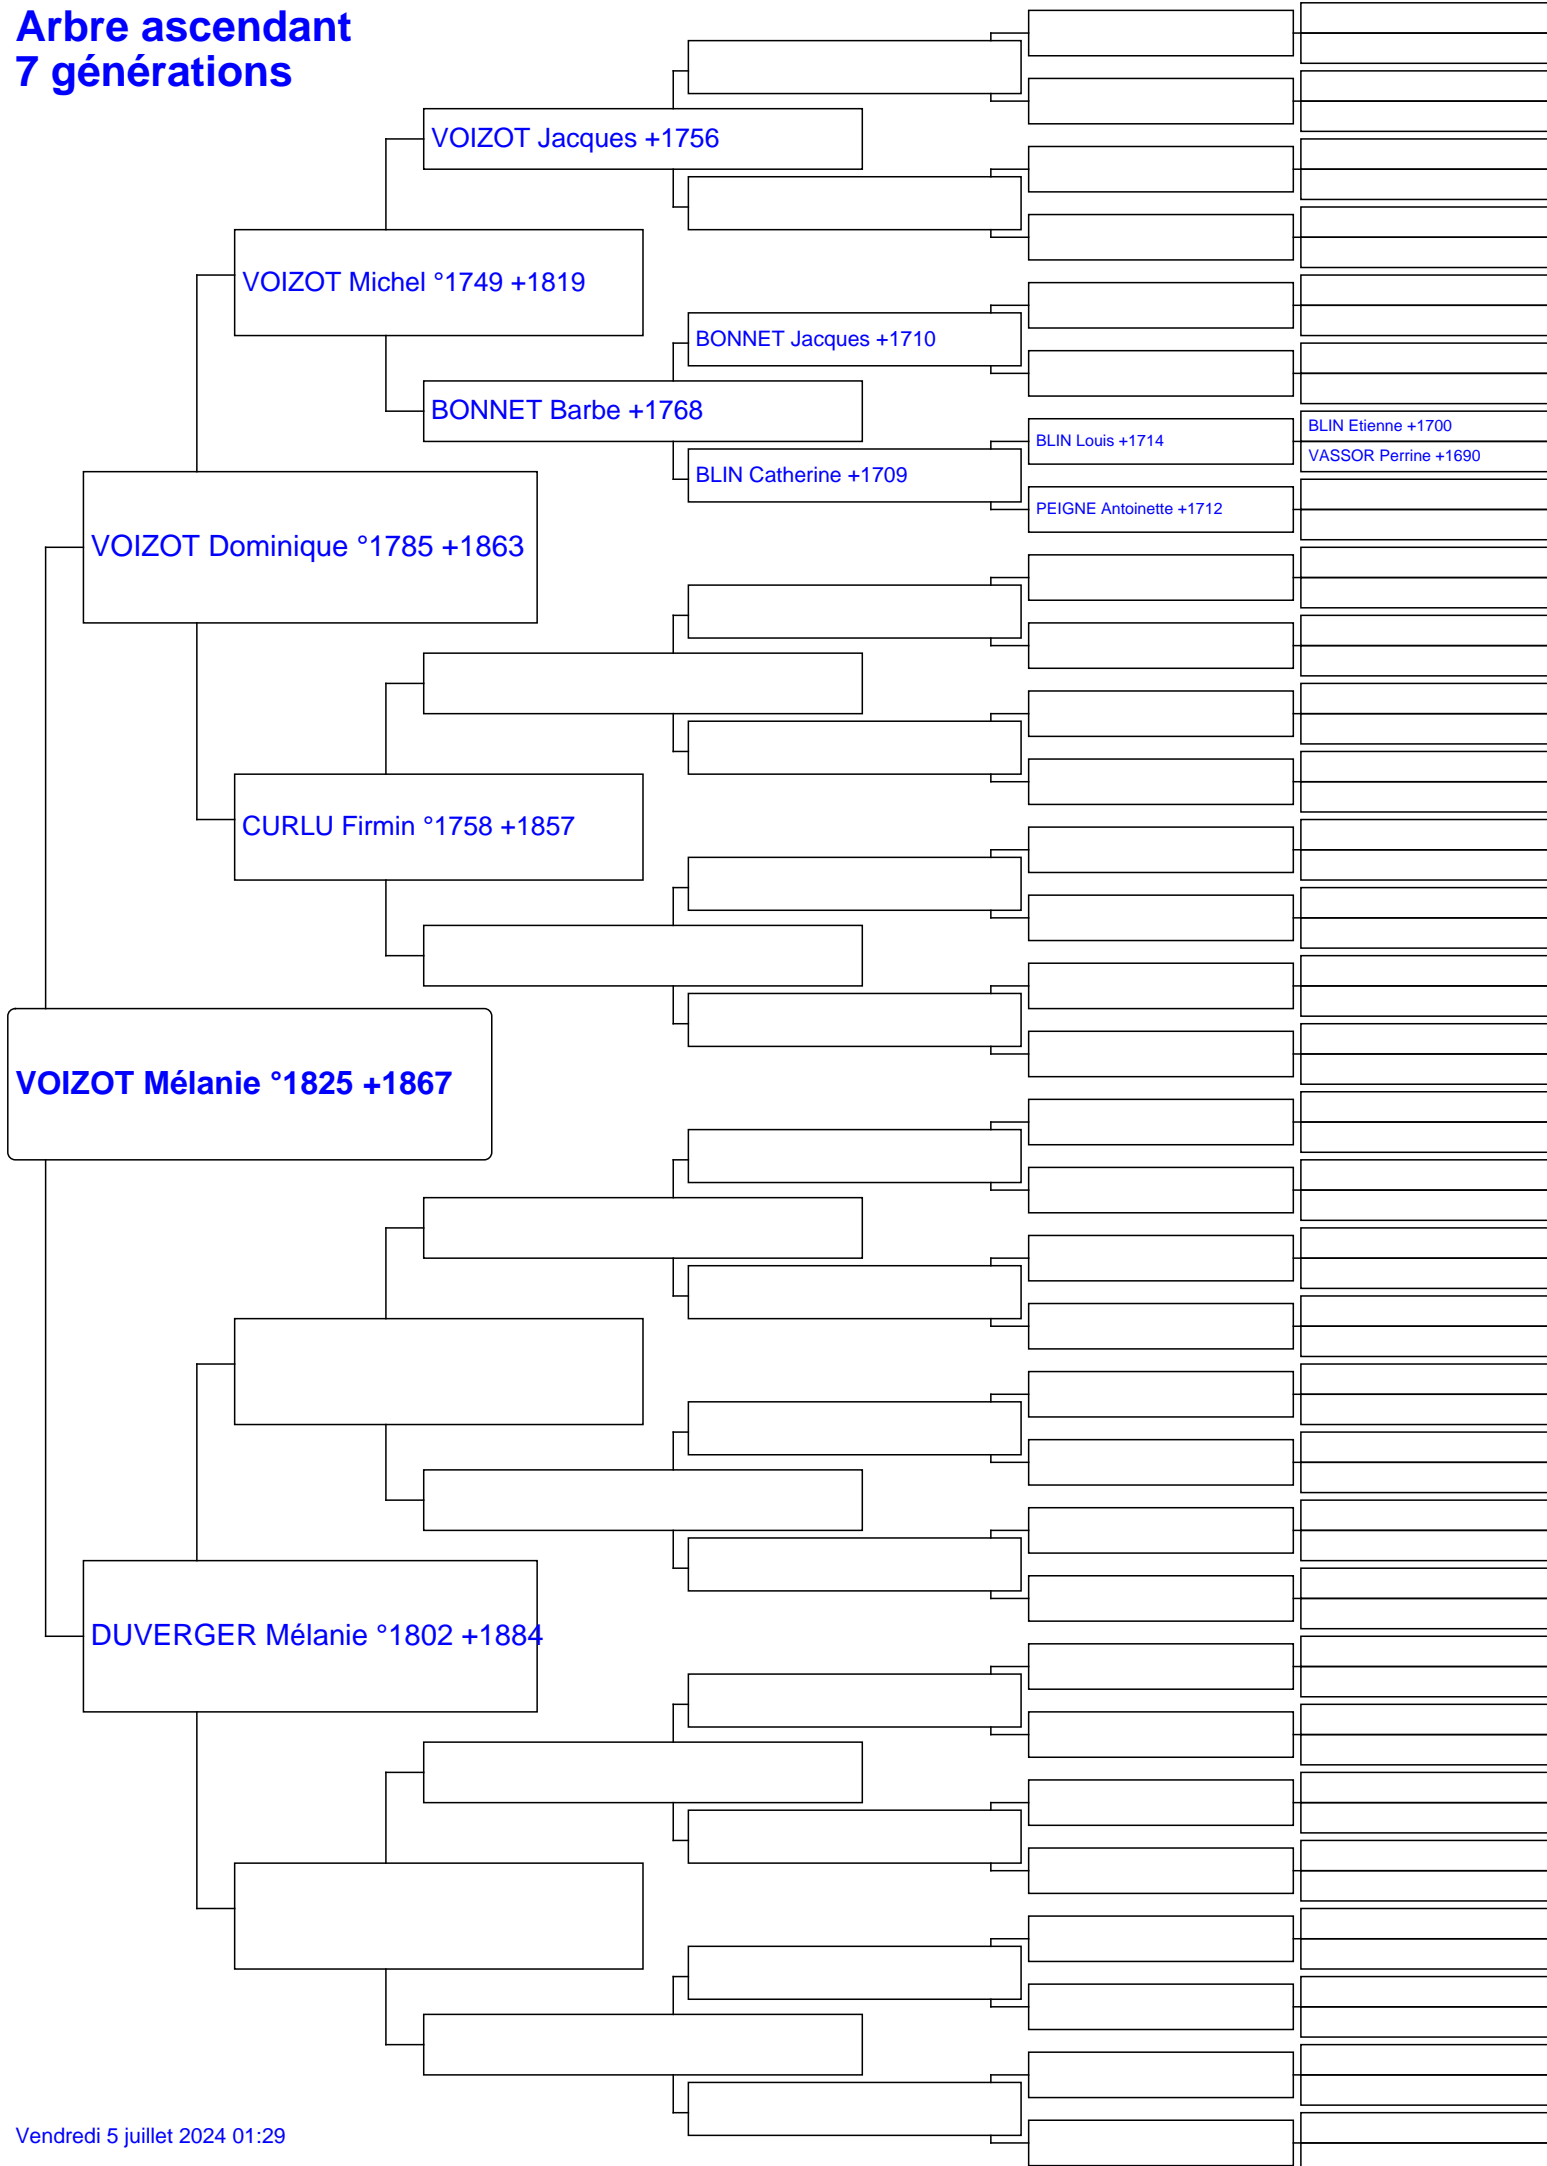 Arbre ascendant
7 générations
VOIZOT Jacques +1756
VOIZOT Michel °1749 +1819
BONNET Jacques +1710
BONNET Barbe +1768
BLIN Etienne +1700
BLIN Louis +1714
VASSOR Perrine +1690
BLIN Catherine +1709
PEIGNE Antoinette +1712
VOIZOT Dominique °1785 +1863
CURLU Firmin °1758 +1857
VOIZOT Mélanie °1825 +1867
DUVERGER Mélanie °1802 +1884
Vendredi 5 juillet 2024 01:29